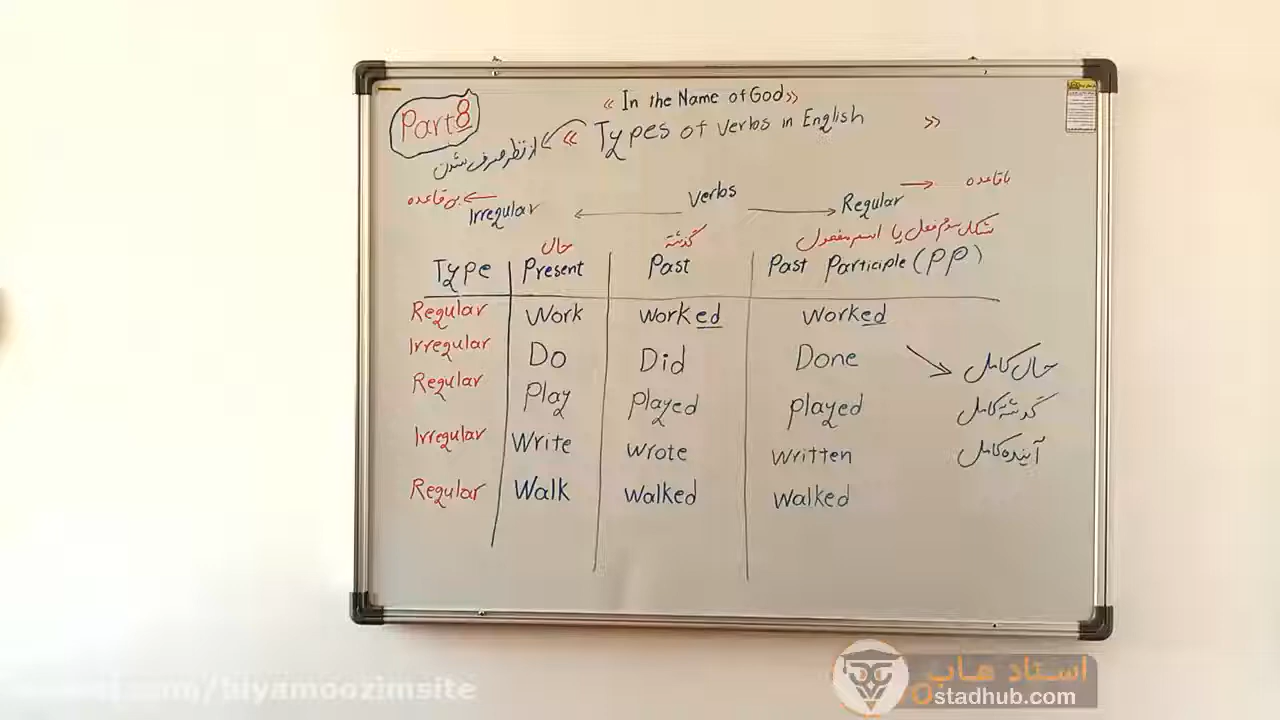 « In the Name of God »
Part 8
« Types of verbs in English »
از نظر صرف شدن
Verbs
بی قاعده Irregular
Regular با قاعده
حال
گذشته
شکل سوم فعل یا اسم مفعول
Type Present Past Past Participle (PP)
Regular Work worked worked
Irregular Do Did Done
حال کامل
Regular Play played played
گذشته کامل
Irregular Write wrote written
آینده کامل
Regular Walk walked walked
استاد هاب
Ostadhub.com